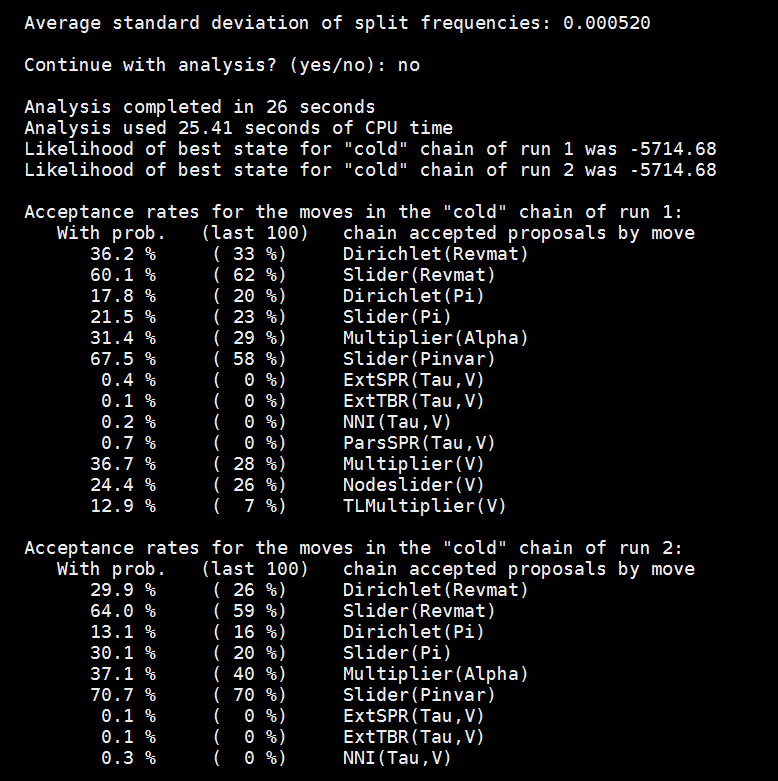 Average standard deviation of split frequencies: 0.000520
Continue with analysis? (yes/no): no
Analysis completed in 26 seconds
Analysis used 25.41 seconds of CPU time
Likelihood of best state for "cold" chain of run 1 was -5714.68
Likelihood of best state for "cold" chain of run 2 was -5714.68
Acceptance rates for the moves in the "cold" chain of run 1:
With prob.   (last 100)   chain accepted proposals by move
36.2 %     ( 33 %)     Dirichlet(Revmat)
60.1 %     ( 62 %)     Slider(Revmat)
17.8 %     ( 20 %)     Dirichlet(Pi)
21.5 %     ( 23 %)     Slider(Pi)
31.4 %     ( 29 %)     Multiplier(Alpha)
67.5 %     ( 58 %)     Slider(Pinvar)
0.4 %     (  0 %)     ExtSPR(Tau,V)
0.1 %     (  0 %)     ExtTBR(Tau,V)
0.2 %     (  0 %)     NNI(Tau,V)
0.7 %     (  0 %)     ParsSPR(Tau,V)
36.7 %     ( 28 %)     Multiplier(V)
24.4 %     ( 26 %)     Nodeslider(V)
12.9 %     (  7 %)     TLMultiplier(V)
Acceptance rates for the moves in the "cold" chain of run 2:
With prob.   (last 100)   chain accepted proposals by move
29.9 %     ( 26 %)     Dirichlet(Revmat)
64.0 %     ( 59 %)     Slider(Revmat)
13.1 %     ( 16 %)     Dirichlet(Pi)
30.1 %     ( 20 %)     Slider(Pi)
37.1 %     ( 40 %)     Multiplier(Alpha)
70.7 %     ( 70 %)     Slider(Pinvar)
0.1 %     (  0 %)     ExtSPR(Tau,V)
0.1 %     (  0 %)     ExtTBR(Tau,V)
0.3 %     (  0 %)     NNI(Tau,V)